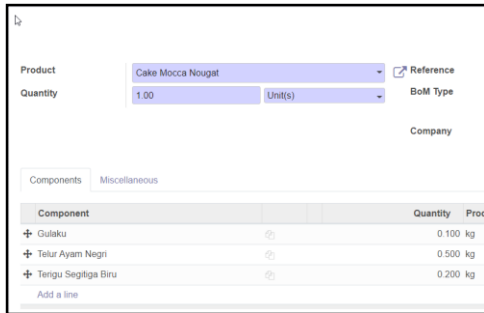 Product Cake Mocca Nougat Reference
Quantity 1.00 Unit(s) BoM Type
Company
Components Miscellaneous
Component Quantity Prod
Gulaku 0.100 kg
Telur Ayam Negri 0.500 kg
Terigu Segitiga Biru 0.200 kg
Add a line